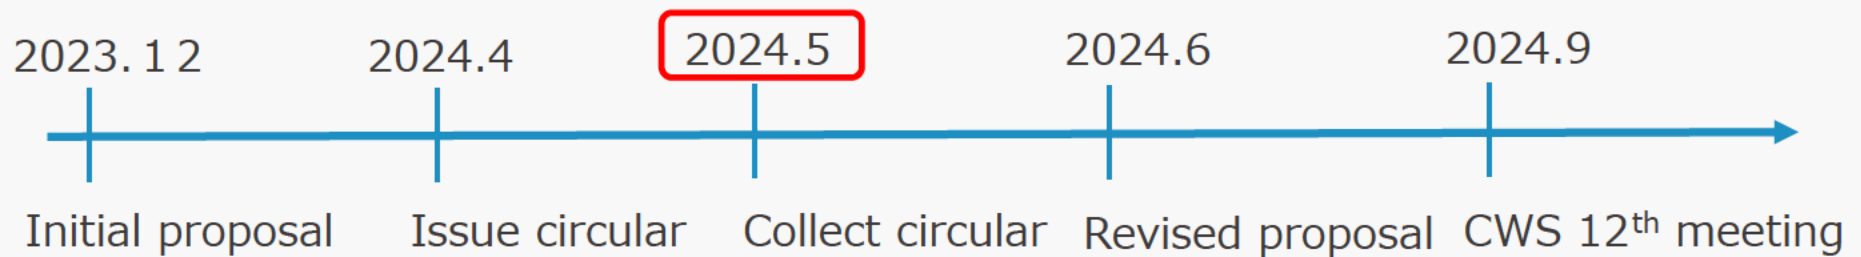 2023.12 2024.4 2024.5 2024.6 2024.9
Initial proposal Issue circular Collect circular Revised proposal CWS 12th meeting